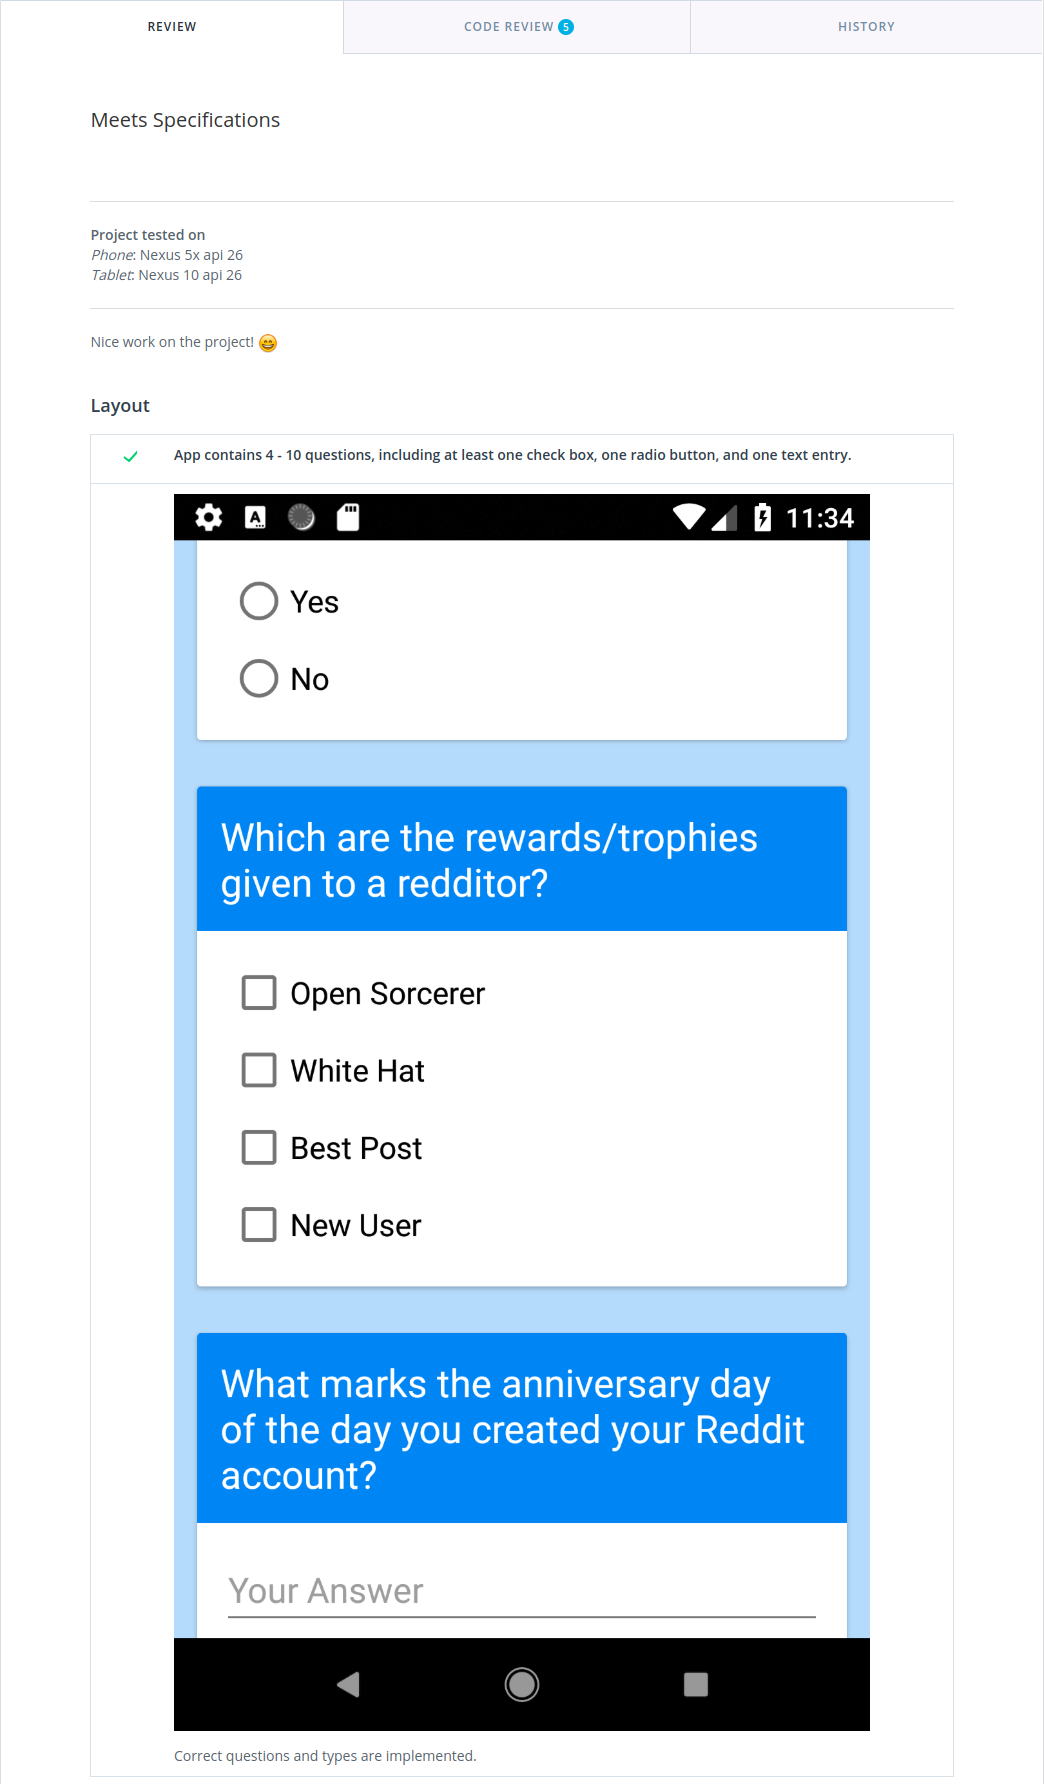 REVIEW
CODE REVIEW 5
HISTORY
Meets Specifications
Project tested on
Phone: Nexus 5x api 26
Tablet: Nexus 10 api 26
Nice work on the project! 😄
Layout
App contains 4 - 10 questions, including at least one check box, one radio button, and one text entry.
A
11:34
Yes
No
Which are the rewards/trophies
given to a redditor?
Open Sorcerer
White Hat
Best Post
New User
What marks the anniversary day
of the day you created your Reddit
account?
Your Answer
Correct questions and types are implemented.